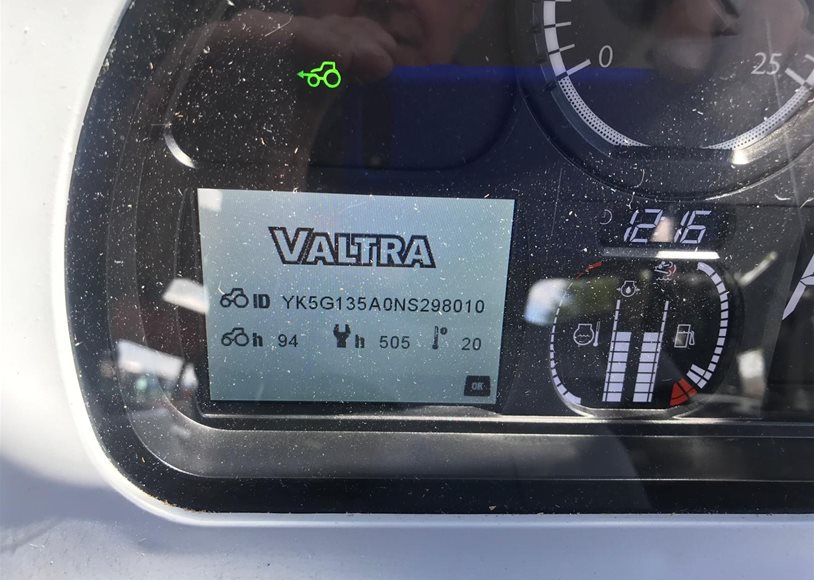 0 25
12:16
VALTRA
ID YK5G135A0NS298010
h 94 h 505 20
OK